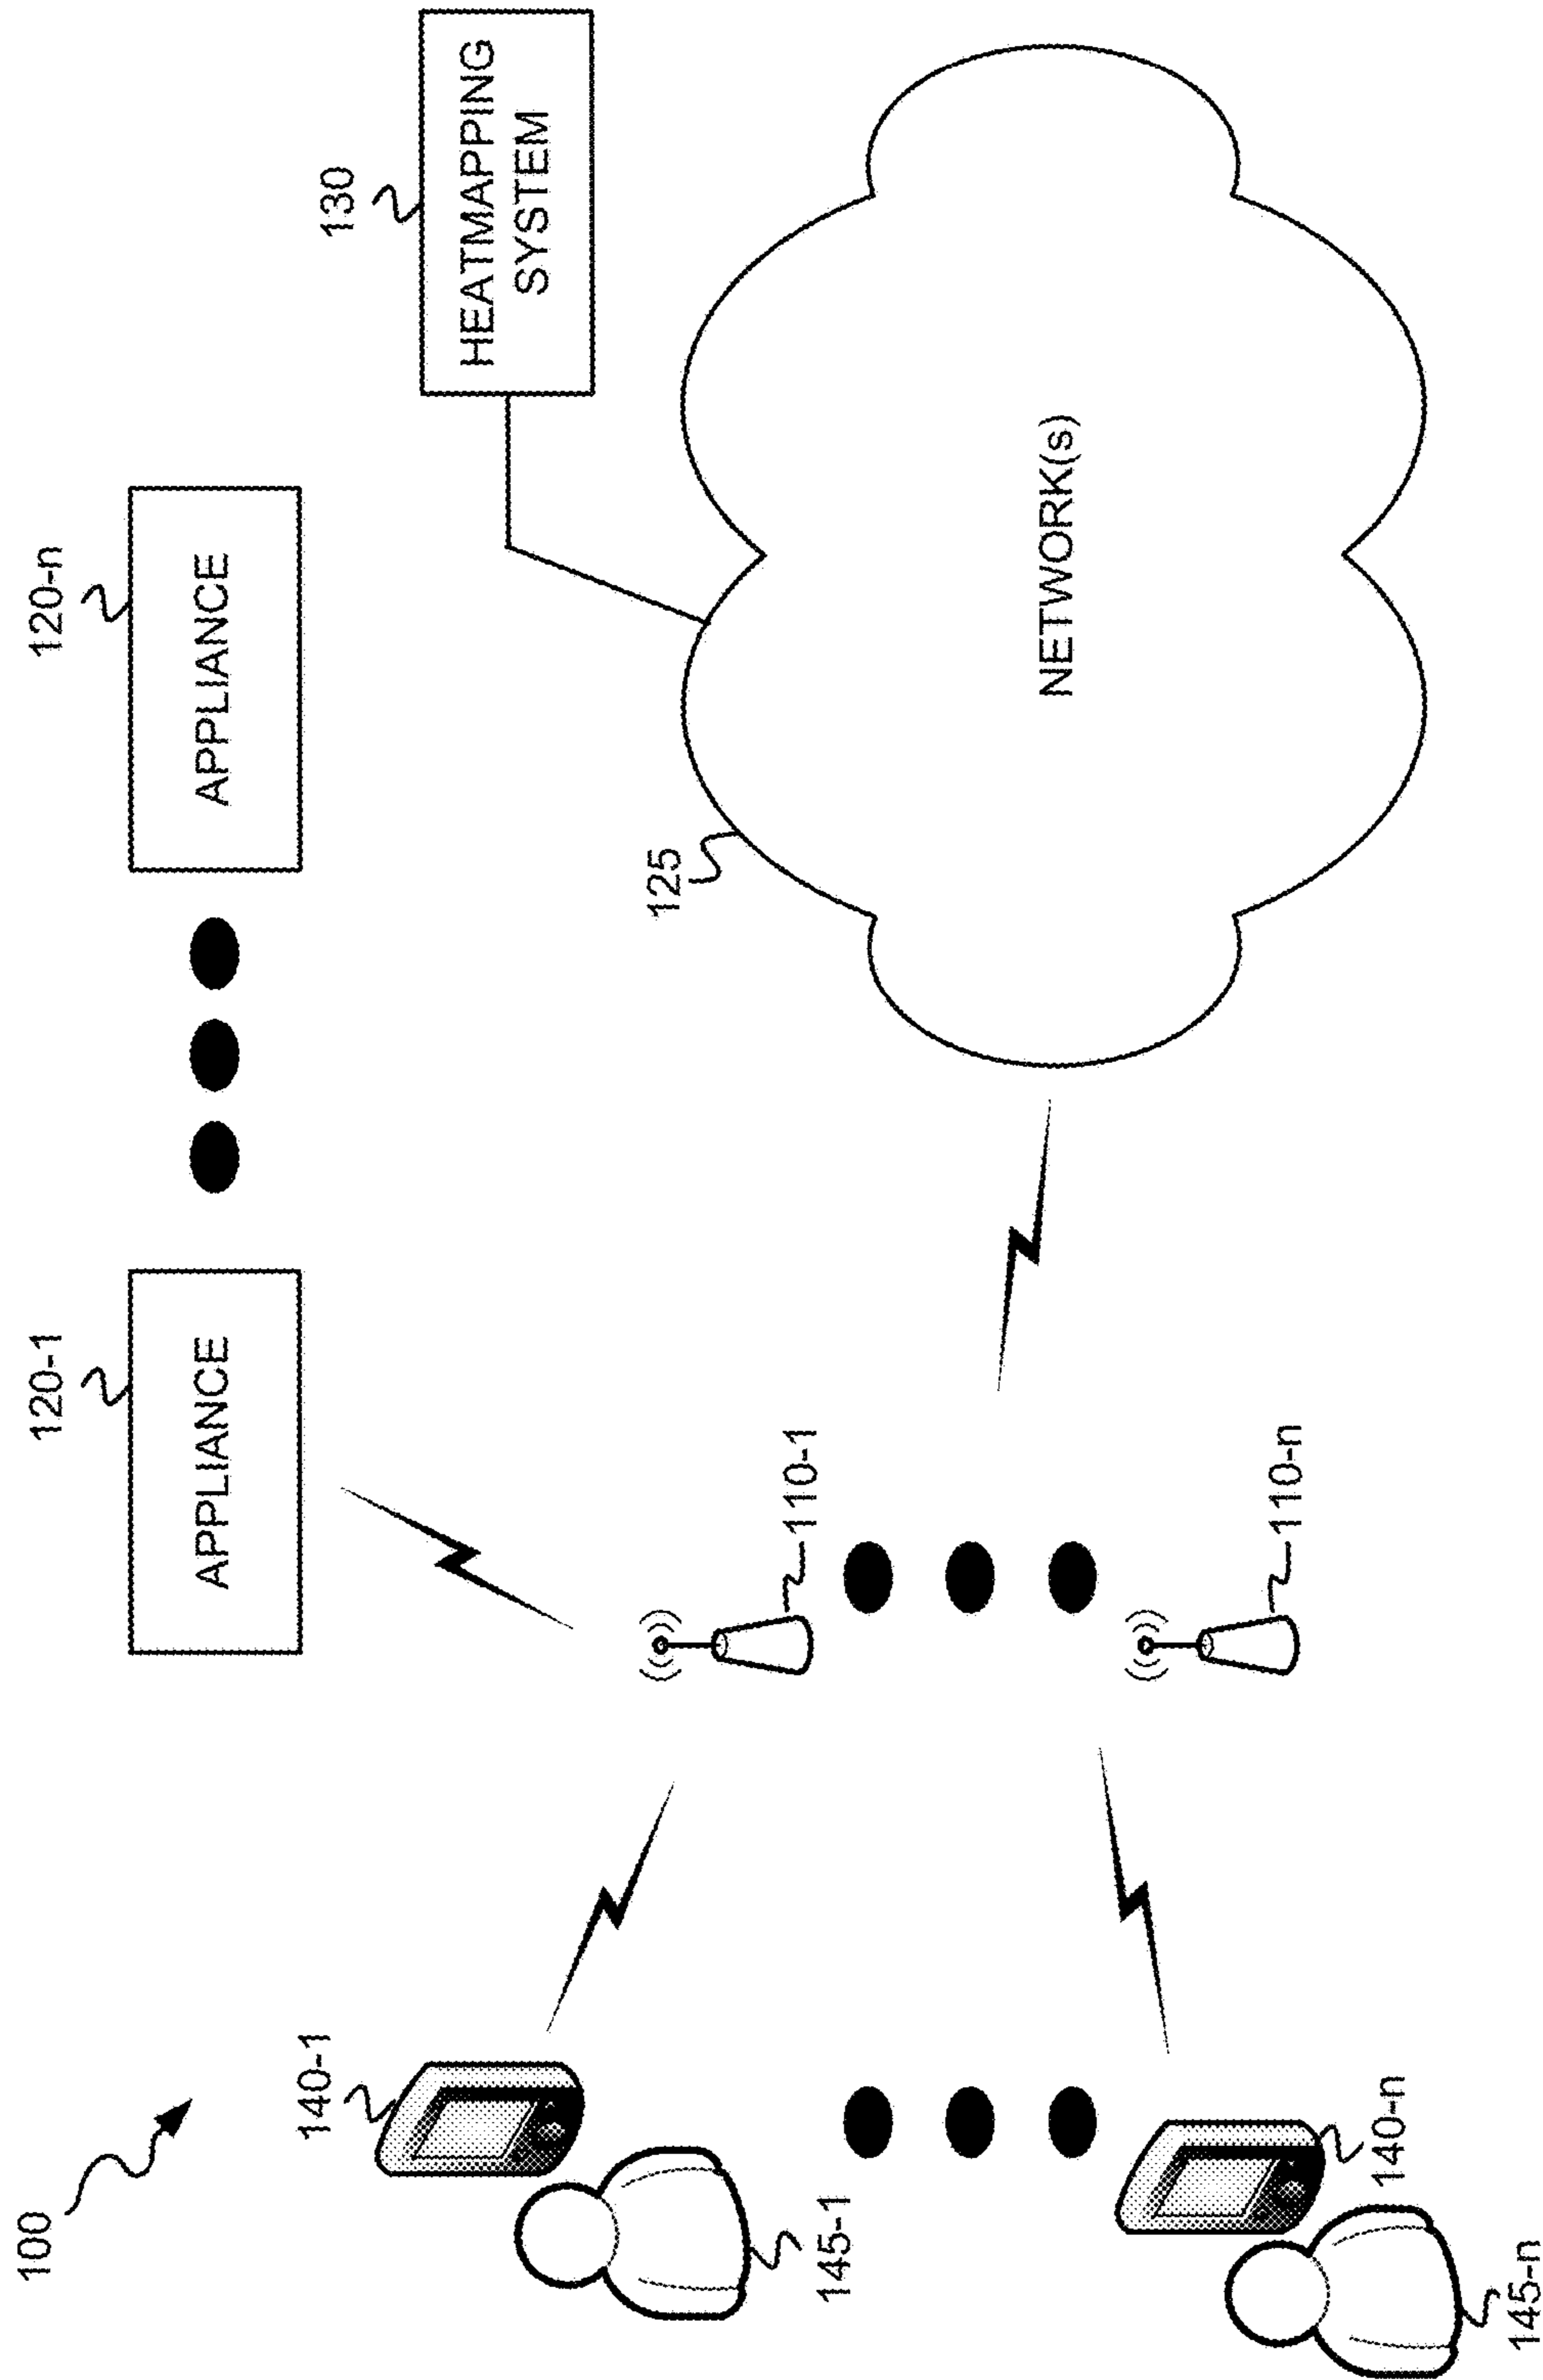 100
120-1
APPLIANCE
120-n
APPLIANCE
130
HEATMAPPING
SYSTEM
140-1
145-1
110-1
125
NETWORK(s)
110-n
140-n
145-n